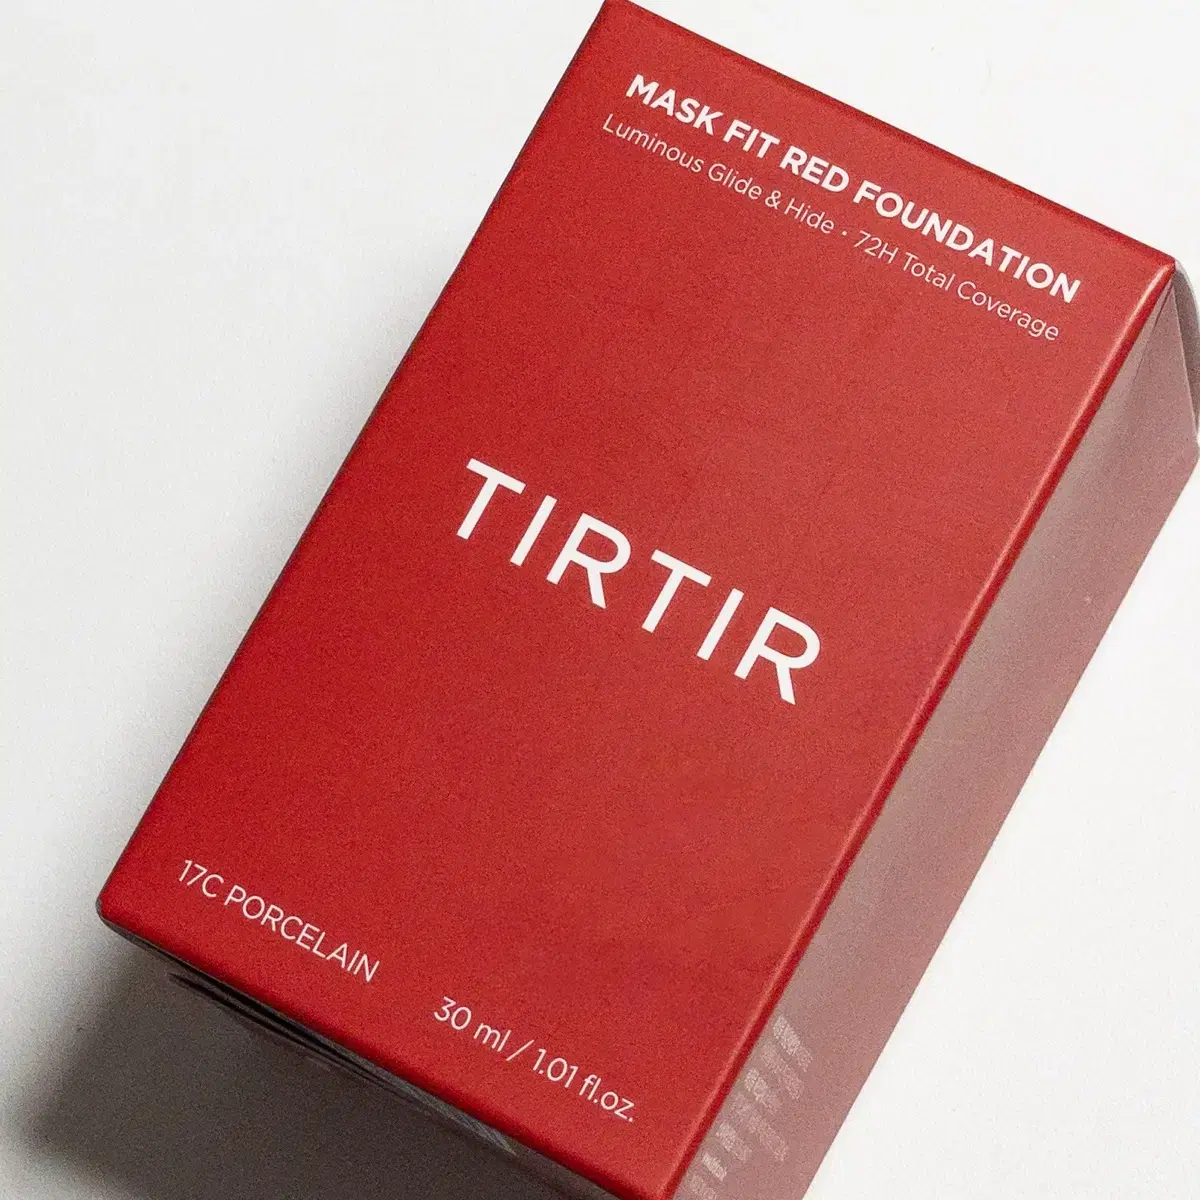 MASK FIT RED FOUNDATION
Luminous Glide & Hide · 72H Total Coverage
TIRTIR
17C PORCELAIN
30 ml / 1.01 fl.oz.